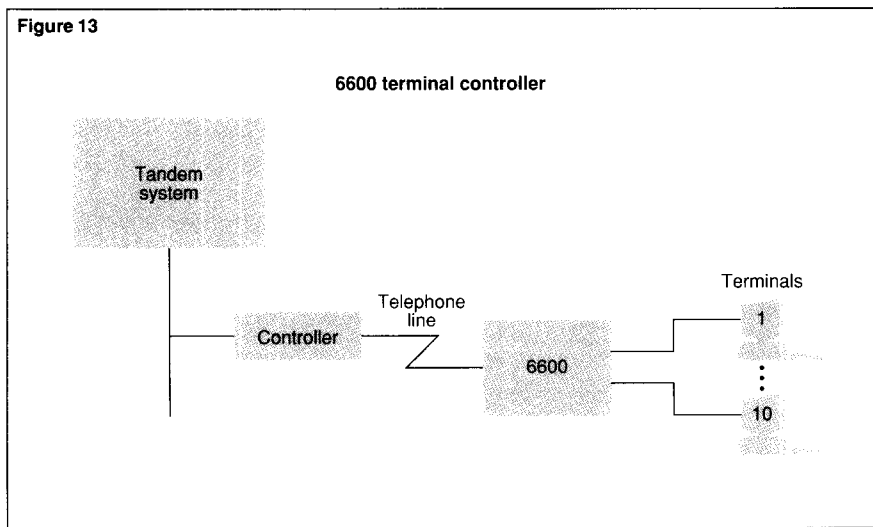 Figure 13
6600 terminal controller
Tandem
system
Controller
Telephone
line
6600
Terminals
1
10